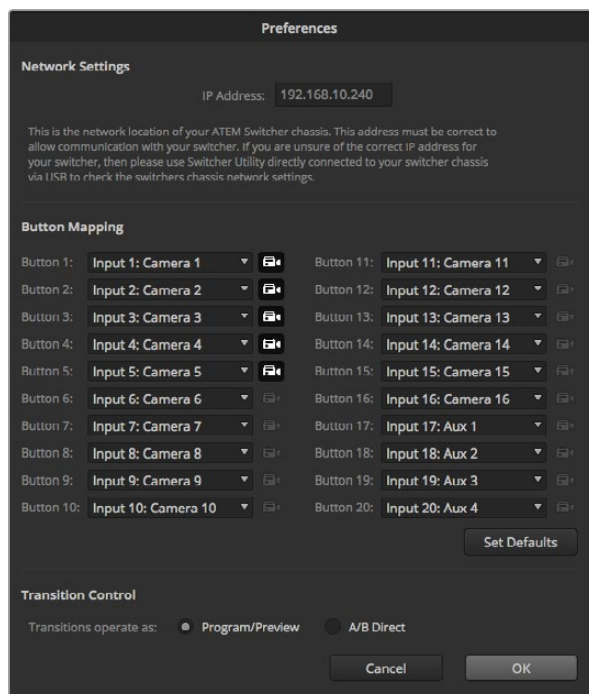 Preferences
Network Settings
IP Address: 192.168.10.240
This is the network location of your ATEM Switcher chassis. This address must be correct to
allow communication with your switcher. If you are unsure of the correct IP address for
your switcher, then please use Switcher Utility directly connected to your switcher chassis
via USB to check the switchers chassis network settings.
Button Mapping
Button 1: Input 1: Camera 1
Button 2: Input 2: Camera 2
Button 3: Input 3: Camera 3
Button 4: Input 4: Camera 4
Button 5: Input 5: Camera 5
Button 6: Input 6: Camera 6
Button 7: Input 7: Camera 7
Button 8: Input 8: Camera 8
Button 9: Input 9: Camera 9
Button 10: Input 10: Camera 10
Button 11: Input 11: Camera 11
Button 12: Input 12: Camera 12
Button 13: Input 13: Camera 13
Button 14: Input 14: Camera 14
Button 15: Input 15: Camera 15
Button 16: Input 16: Camera 16
Button 17: Input 17: Aux 1
Button 18: Input 18: Aux 2
Button 19: Input 19: Aux 3
Button 20: Input 20: Aux 4
Set Defaults
Transition Control
Transitions operate as: Program/Preview A/B Direct
Cancel OK